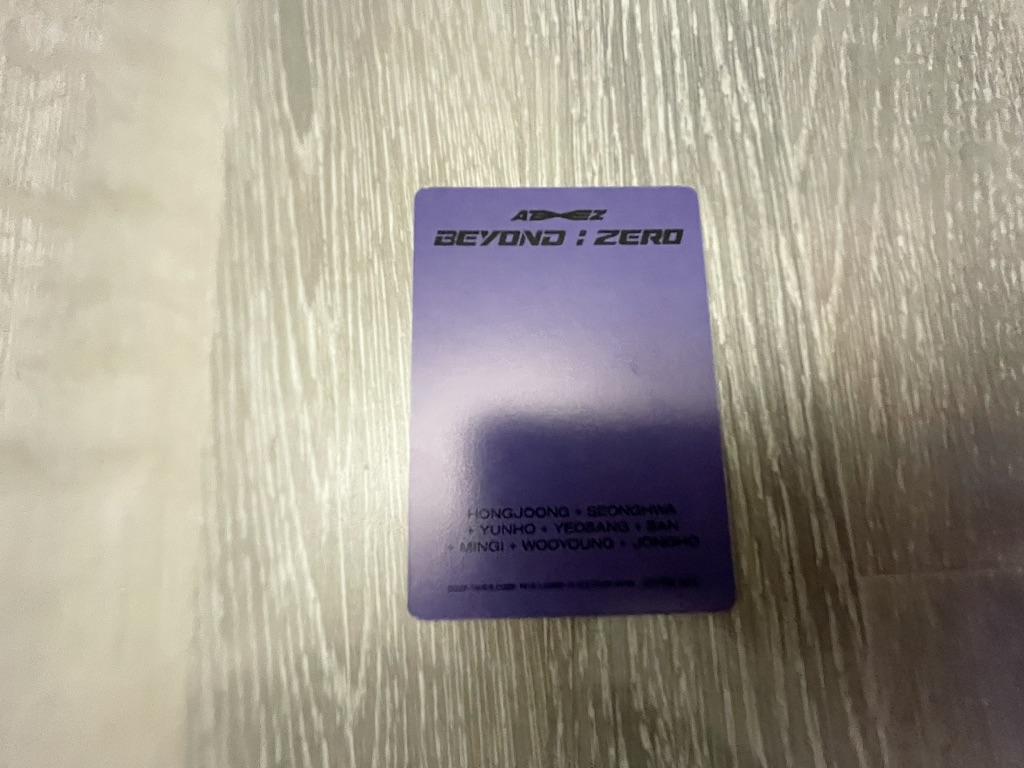 ATEEZ
BEYOND : ZERO
HONGJOONG + SEONGHWA
+ YUNHO + YEOSANG + SAN
+ MINGI + WOOYOUNG + JONGHO